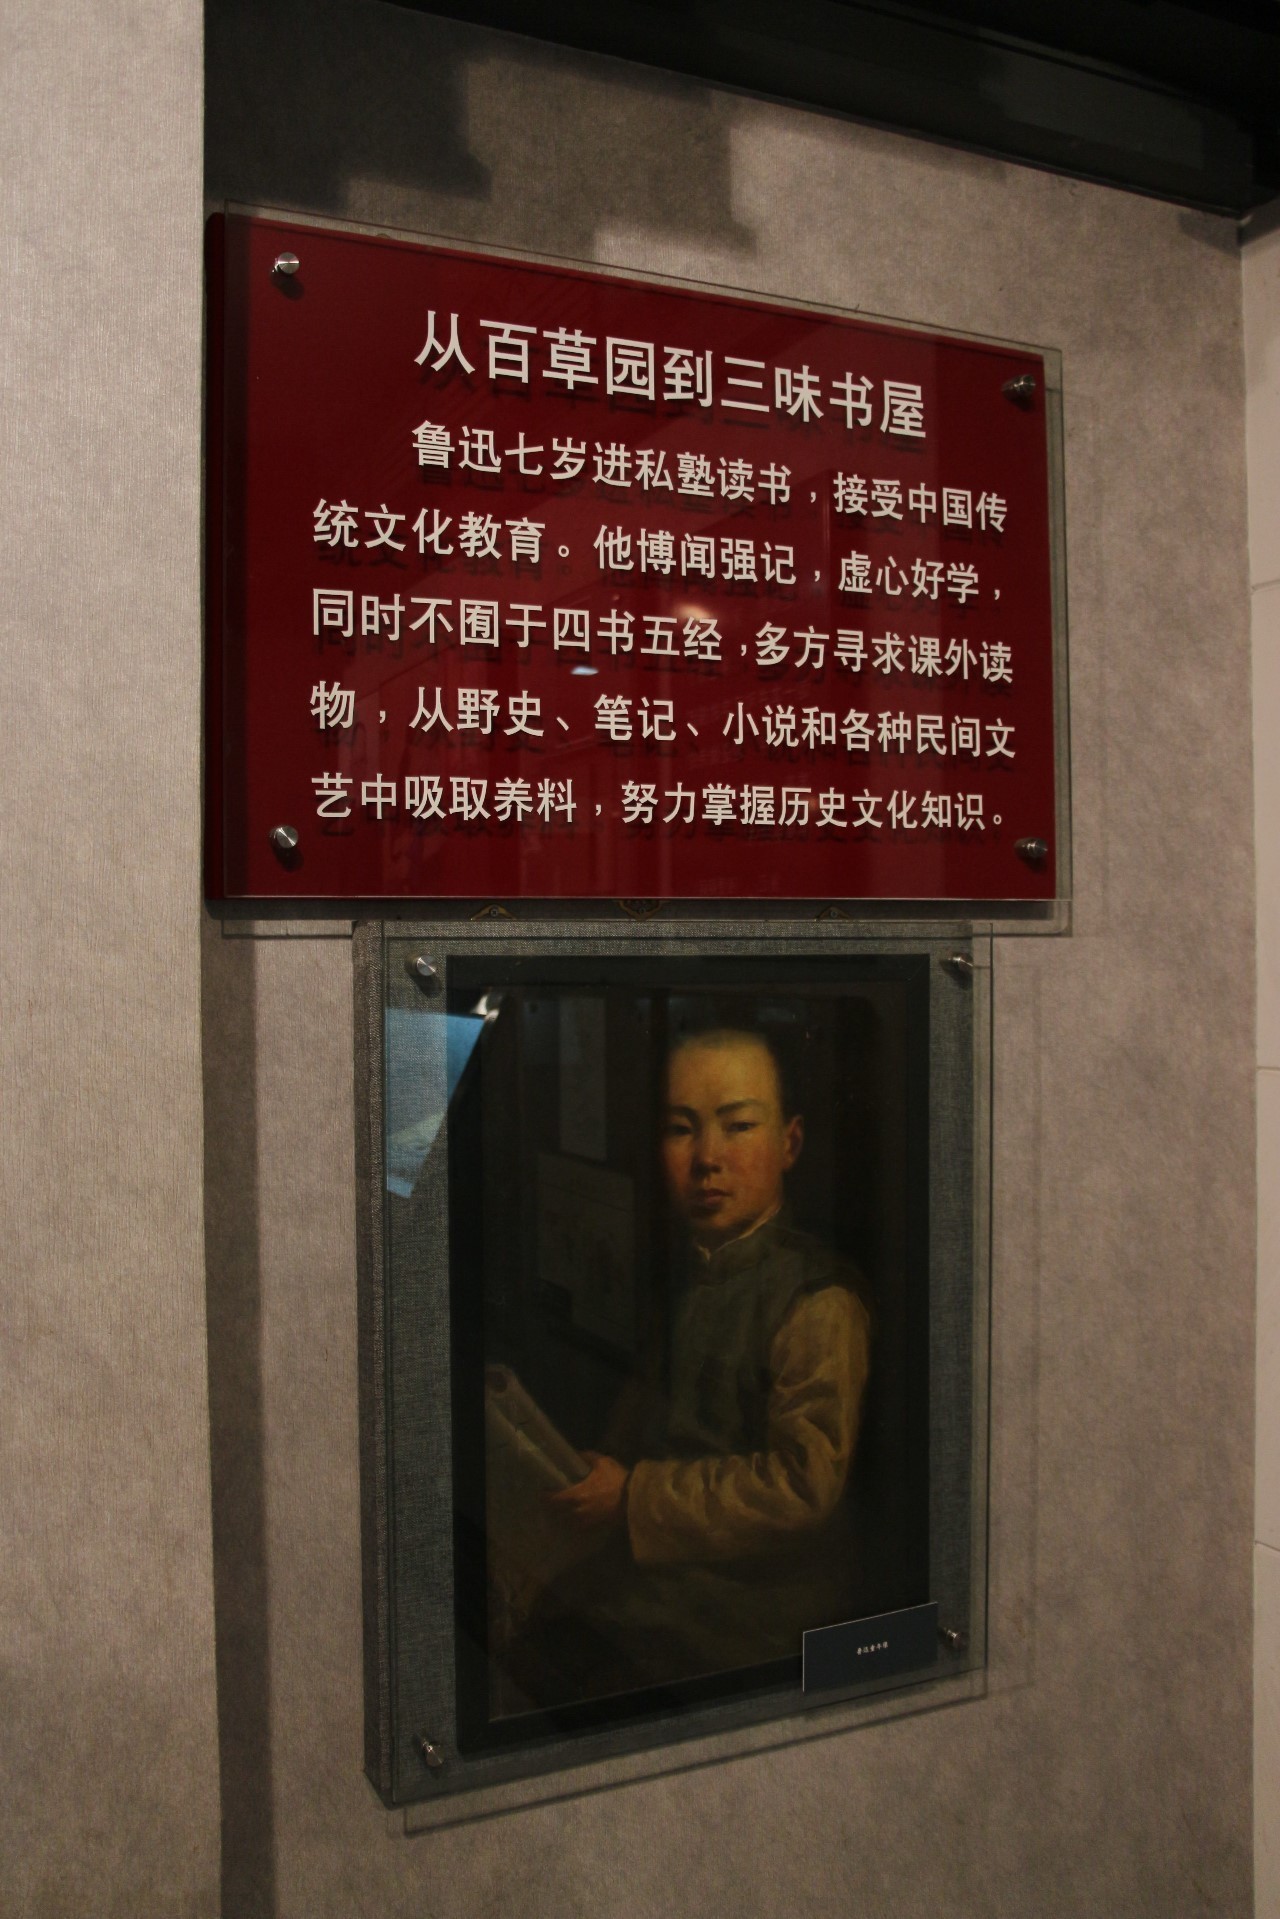 从百草园到三味书屋
鲁迅七岁进私塾读书，接受中国传
统文化教育。他博闻强记，虚心好学，
同时不囿于四书五经，多方寻求课外读
物，从野史、笔记、小说和各种民间文
艺中吸取养料，努力掌握历史文化知识。